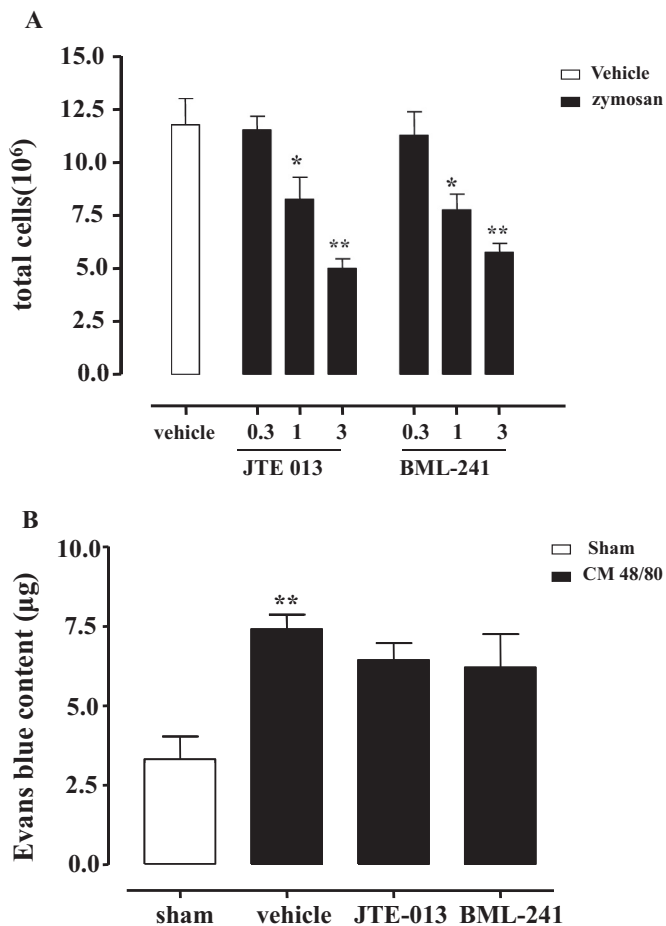 A
15.0
12.5
10.0
7.5
5.0
2.5
0.0
total cells(10⁶)
Vehicle
zymosan
*
**
*
**
vehicle 0.3 1 3 0.3 1 3
JTE 013 BML-241
B
10.0
7.5
5.0
2.5
0.0
Evans blue content (µg)
Sham
CM 48/80
**
sham vehicle JTE-013 BML-241